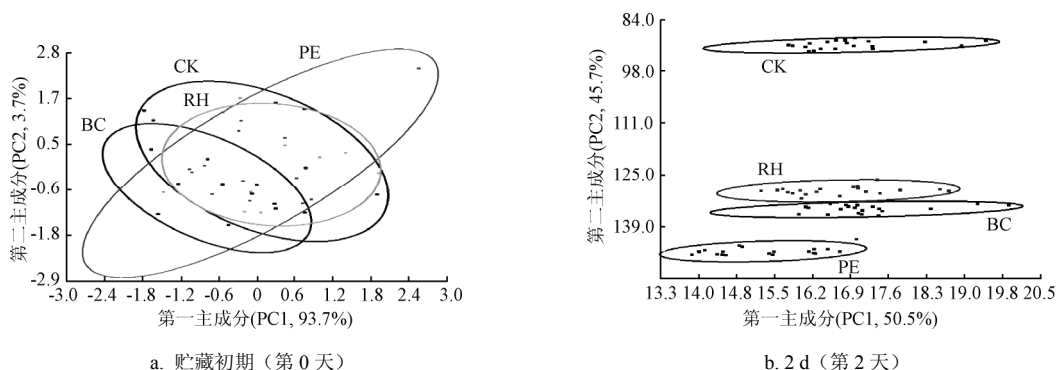 2.8
1.7
0.5
-0.6
-1.8
-2.9
第二主成分(PC2, 3.7%)
PE
CK
RH
BC
-3.0 -2.4 -1.8 -1.2 -0.6 0 0.6 1.2 1.8 2.4 3.0
第一主成分(PC1, 93.7%)
a. 贮藏初期（第 0 天）
84.0
98.0
111.0
125.0
139.0
第二主成分(PC2, 45.7%)
CK
RH
BC
PE
13.3 14.0 14.8 15.5 16.2 16.9 17.6 18.3 19.0 19.8 20.5
第一主成分(PC1, 50.5%)
b. 2 d（第 2 天）